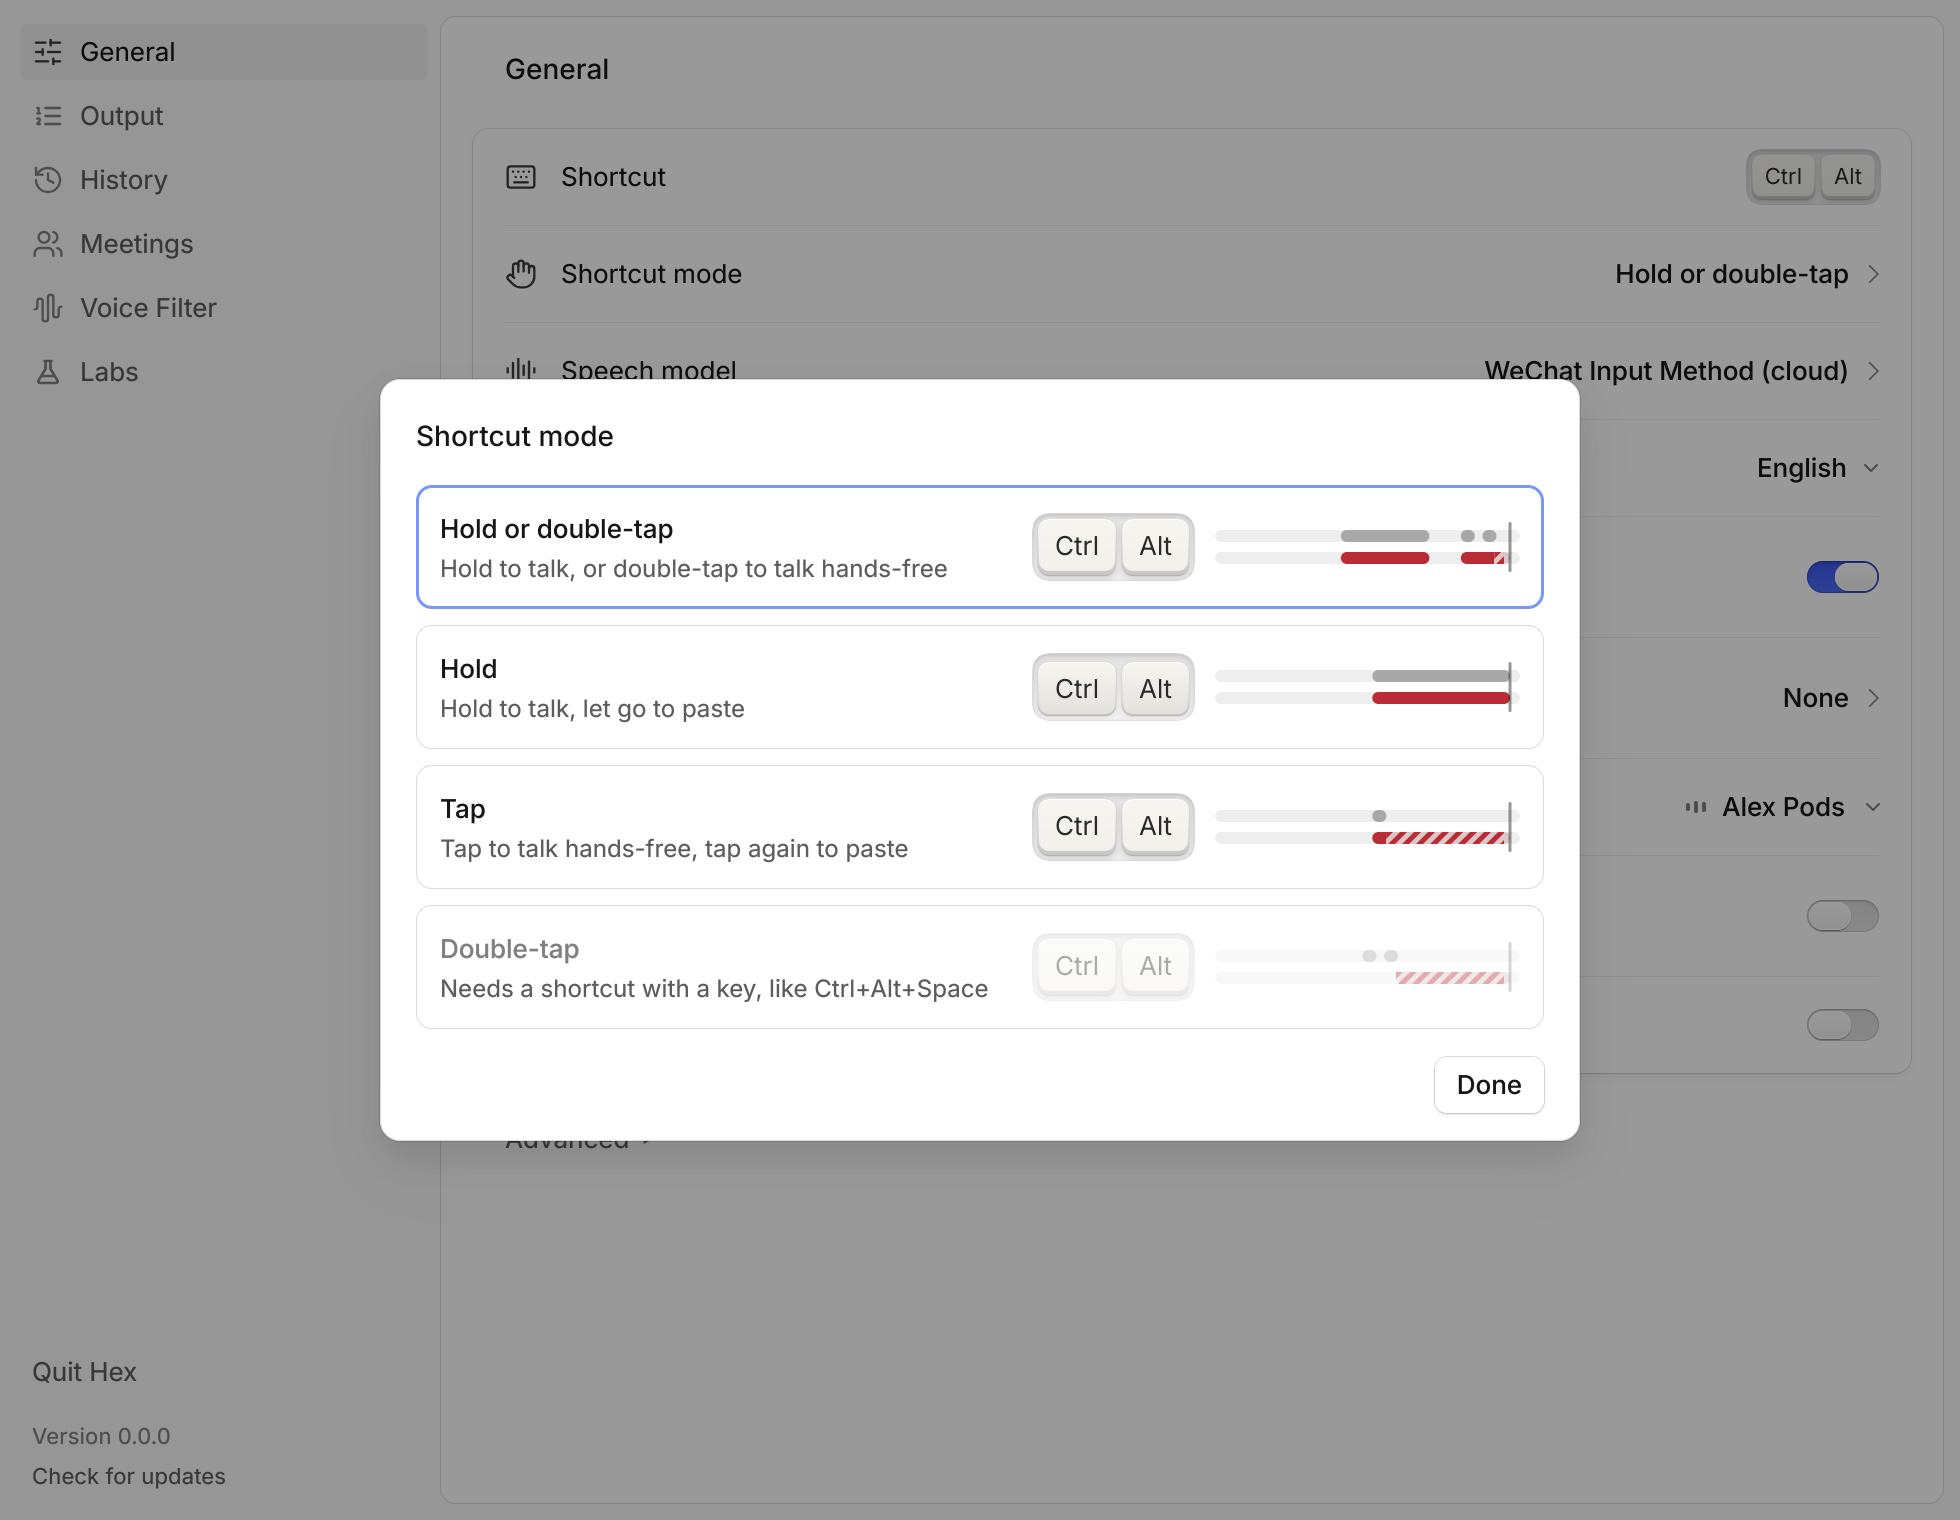 General
Output
History
Meetings
Voice Filter
Labs
Quit Hex
Version 0.0.0
Check for updates
General
Shortcut
Ctrl Alt
Shortcut mode
Hold or double-tap
Speech model
WeChat Input Method (cloud)
English
None
Alex Pods
Advanced
Shortcut mode
Hold or double-tap
Hold to talk, or double-tap to talk hands-free
Ctrl Alt
Hold
Hold to talk, let go to paste
Ctrl Alt
Tap
Tap to talk hands-free, tap again to paste
Ctrl Alt
Double-tap
Needs a shortcut with a key, like Ctrl+Alt+Space
Ctrl Alt
Done